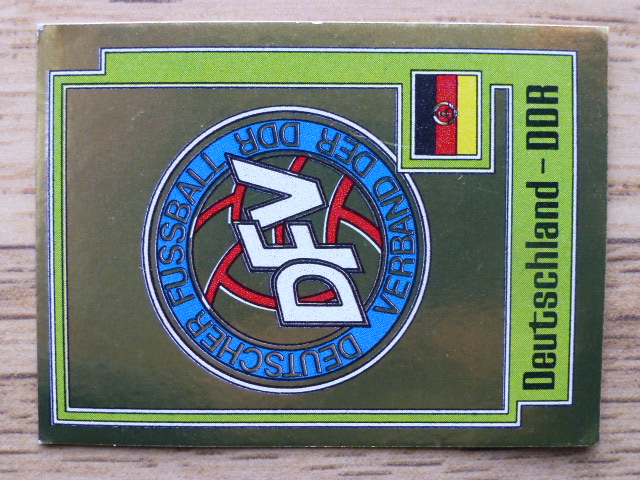 DEUTSCHER FUSSBALL
VERBAND DER DDR
DFV
Deutschland - DDR